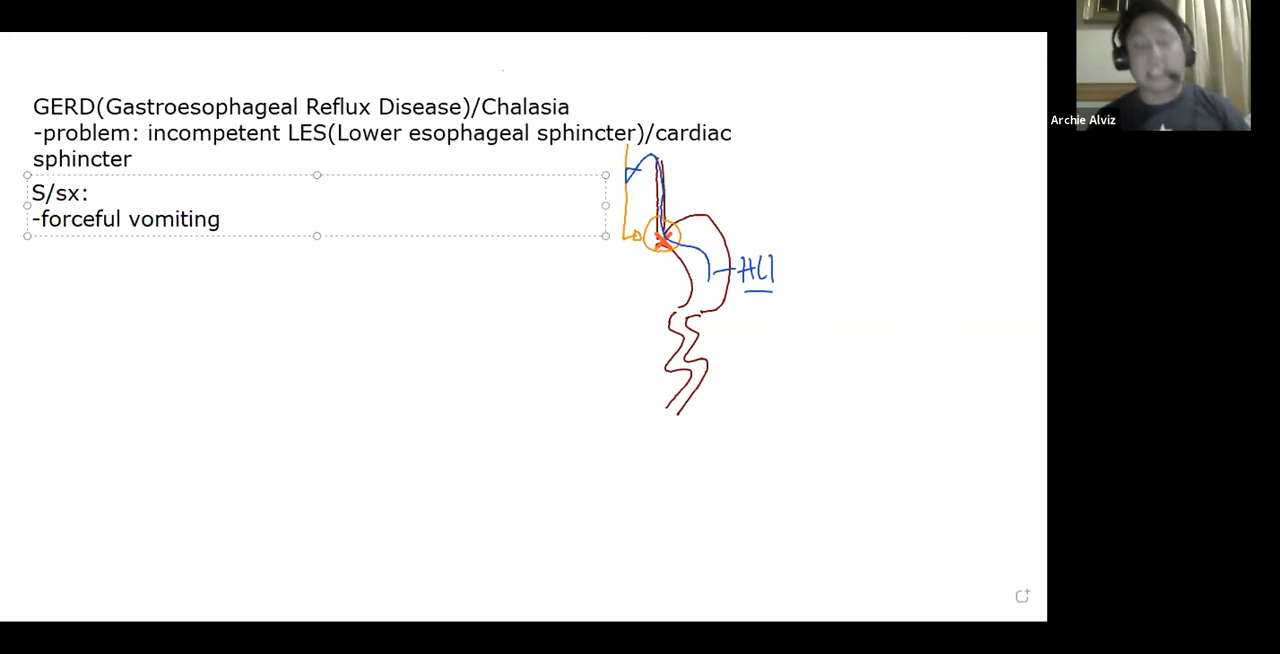 GERD(Gastroesophageal Reflux Disease)/Chalasia
-problem: incompetent LES(Lower esophageal sphincter)/cardiac
sphincter
S/sx:
-forceful vomiting
HCl
Archie Alviz